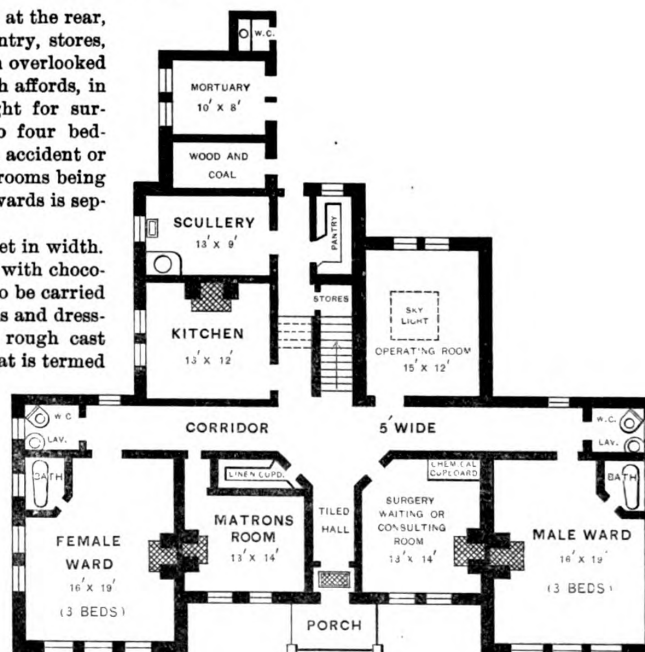 at the rear,
ntry, stores,
overlooked
h affords, in
ght for sur-
o four bed-
accident or
rooms being
wards is sep-
et in width.
with choco-
o be carried
s and dress-
rough cast
at is termed
W.C.
MORTUARY
10' X 8'
WOOD AND
COAL
SCULLERY
13' X 9'
PANTRY
STORES
KITCHEN
13' X 12'
SKY
LIGHT
OPERATING ROOM
15' X 12'
W.C.
LAV.
BATH
CORRIDOR
5' WIDE
W.C.
LAV.
BATH
LINEN CUPD.
CHEMICAL
CUPBOARD
FEMALE
WARD
16' X 19'
(3 BEDS)
MATRONS
ROOM
13' X 14'
TILED
HALL
SURGERY
WAITING OR
CONSULTING
ROOM
13' X 14'
MALE WARD
16' X 19'
(3 BEDS)
PORCH